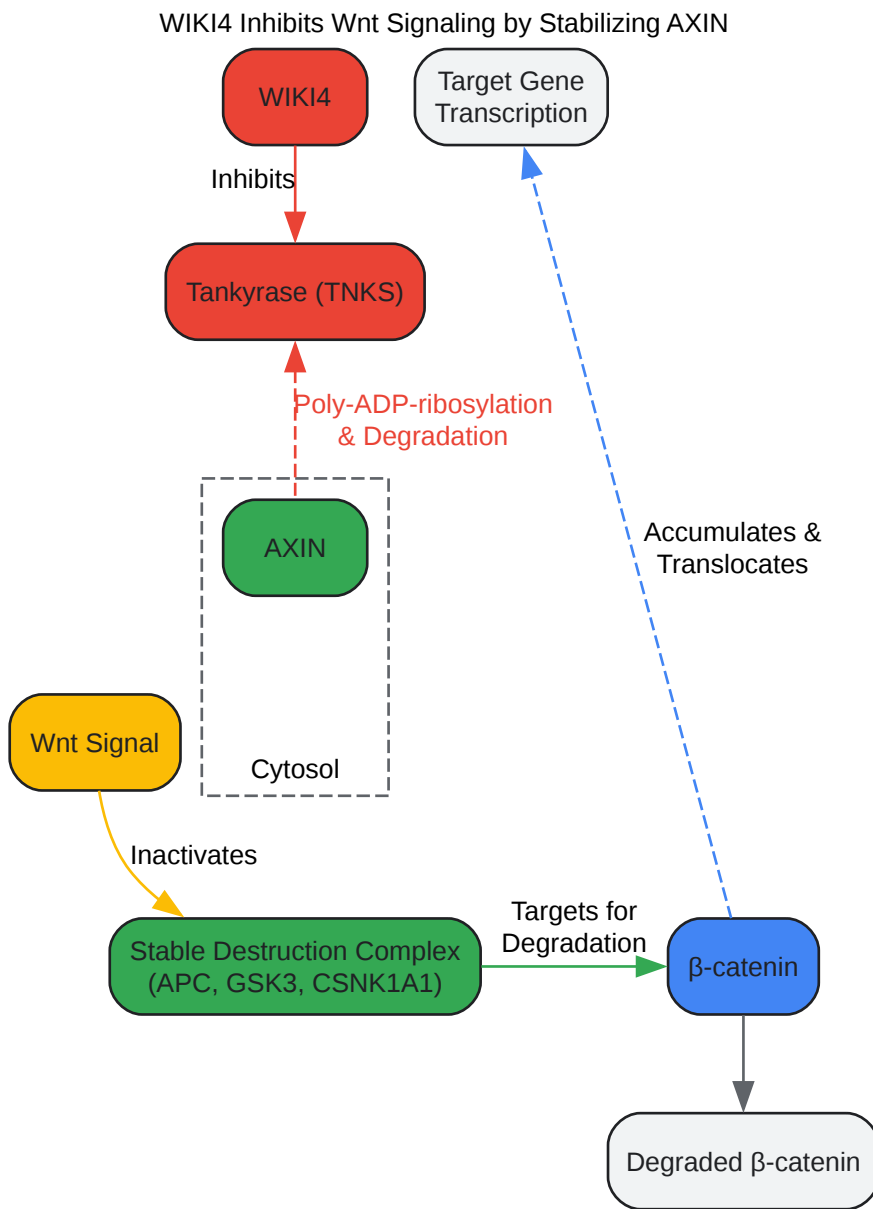 WIKI4 Inhibits Wnt Signaling by Stabilizing AXIN
WIKI4
Target Gene
Transcription
Inhibits
Tankyrase (TNKS)
Poly-ADP-ribosylation
& Degradation
AXIN
Accumulates &
Translocates
Wnt Signal
Cytosol
Inactivates
Stable Destruction Complex
(APC, GSK3, CSNK1A1)
Targets for
Degradation
β-catenin
Degraded β-catenin